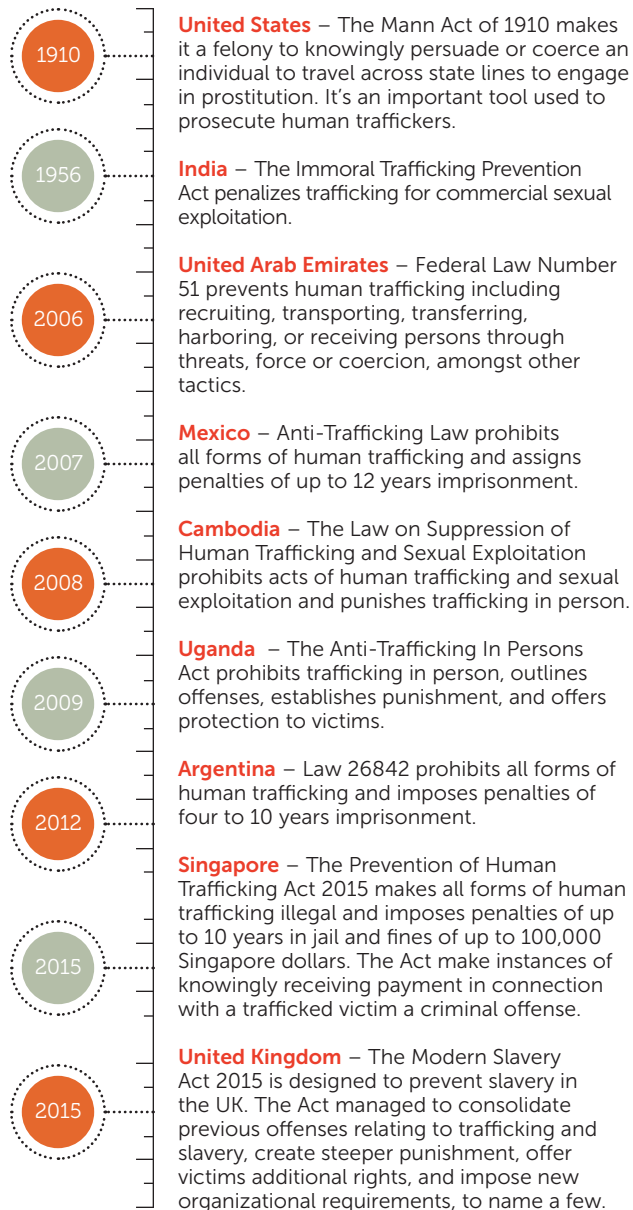 1910
United States – The Mann Act of 1910 makes
it a felony to knowingly persuade or coerce an
individual to travel across state lines to engage
in prostitution. It’s an important tool used to
prosecute human traffickers.
1956
India – The Immoral Trafficking Prevention
Act penalizes trafficking for commercial sexual
exploitation.
2006
United Arab Emirates – Federal Law Number
51 prevents human trafficking including
recruiting, transporting, transferring,
harboring, or receiving persons through
threats, force or coercion, amongst other
tactics.
2007
Mexico – Anti-Trafficking Law prohibits
all forms of human trafficking and assigns
penalties of up to 12 years imprisonment.
2008
Cambodia – The Law on Suppression of
Human Trafficking and Sexual Exploitation
prohibits acts of human trafficking and sexual
exploitation and punishes trafficking in person.
2009
Uganda – The Anti-Trafficking In Persons
Act prohibits trafficking in person, outlines
offenses, establishes punishment, and offers
protection to victims.
2012
Argentina – Law 26842 prohibits all forms of
human trafficking and imposes penalties of
four to 10 years imprisonment.
2015
Singapore – The Prevention of Human
Trafficking Act 2015 makes all forms of human
trafficking illegal and imposes penalties of up
to 10 years in jail and fines of up to 100,000
Singapore dollars. The Act make instances of
knowingly receiving payment in connection
with a trafficked victim a criminal offense.
2015
United Kingdom – The Modern Slavery
Act 2015 is designed to prevent slavery in
the UK. The Act managed to consolidate
previous offenses relating to trafficking and
slavery, create steeper punishment, offer
victims additional rights, and impose new
organizational requirements, to name a few.